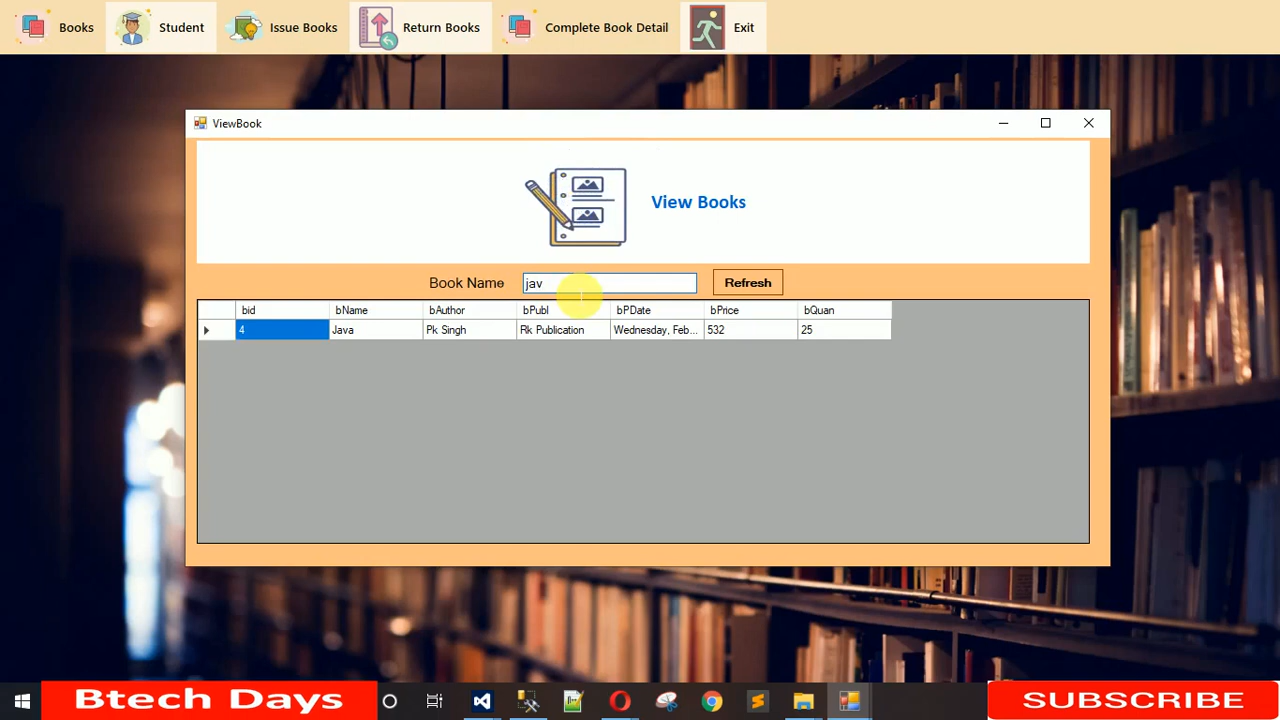 Books Student Issue Books Return Books Complete Book Detail Exit
ViewBook
View Books
Book Name jav Refresh
bid bName bAuthor bPubl bPDate bPrice bQuan
4 Java Pk Singh Rk Publication Wednesday, Feb... 532 25
Btech Days SUBSCRIBE